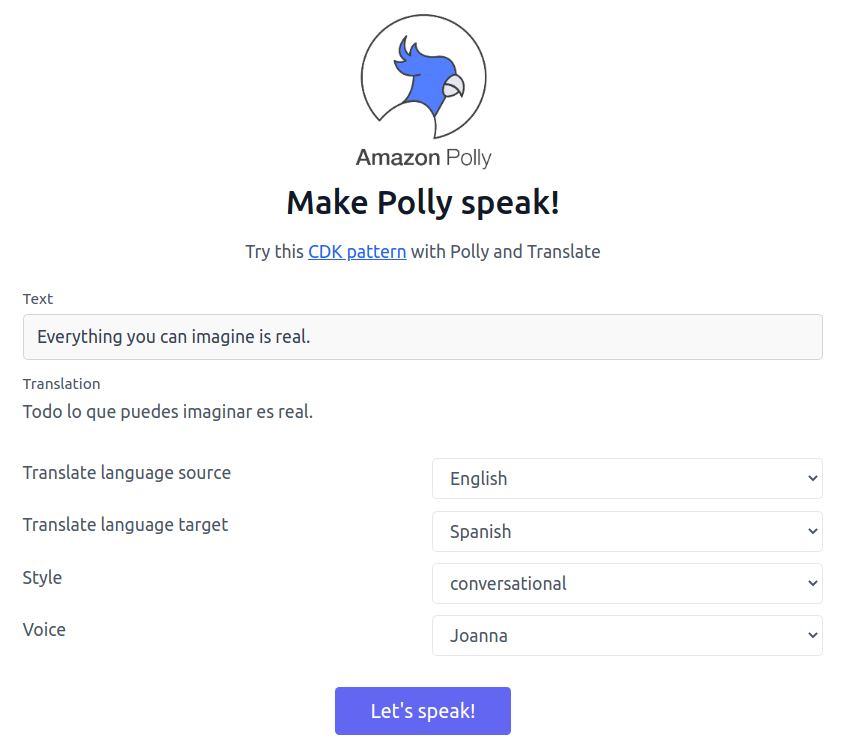 Amazon Polly
Make Polly speak!
Try this CDK pattern with Polly and Translate
Text
Everything you can imagine is real.
Translation
Todo lo que puedes imaginar es real.
Translate language source
English
Translate language target
Spanish
Style
conversational
Voice
Joanna
Let's speak!